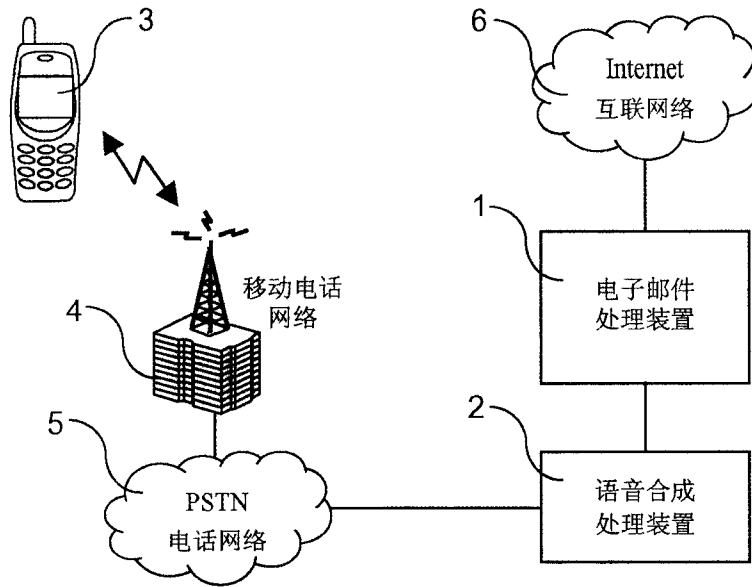 3
6
Internet
互联网络
1
电子邮件
处理装置
移动电话
网络
4
2
语音合成
处理装置
5
PSTN
电话网络